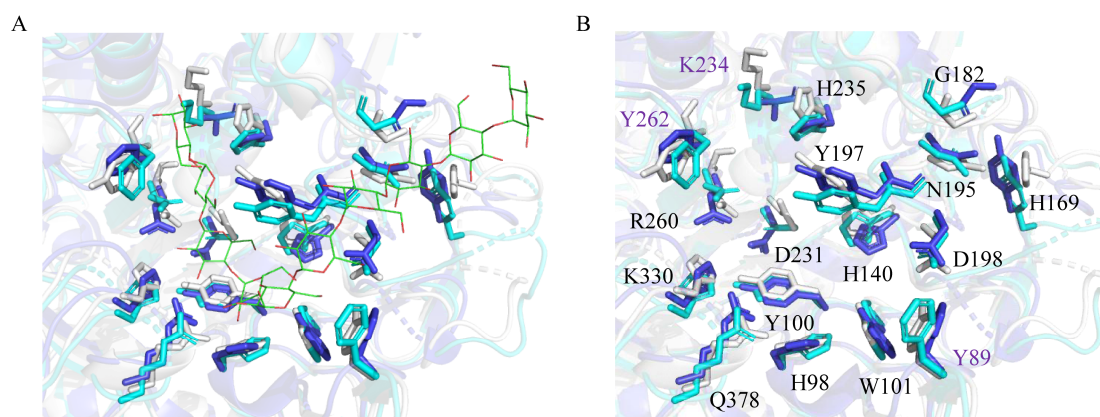 A
B
K234
H235
G182
Y262
Y197
N195
H169
R260
D231
D198
H140
K330
Y100
Y89
H98
W101
Q378